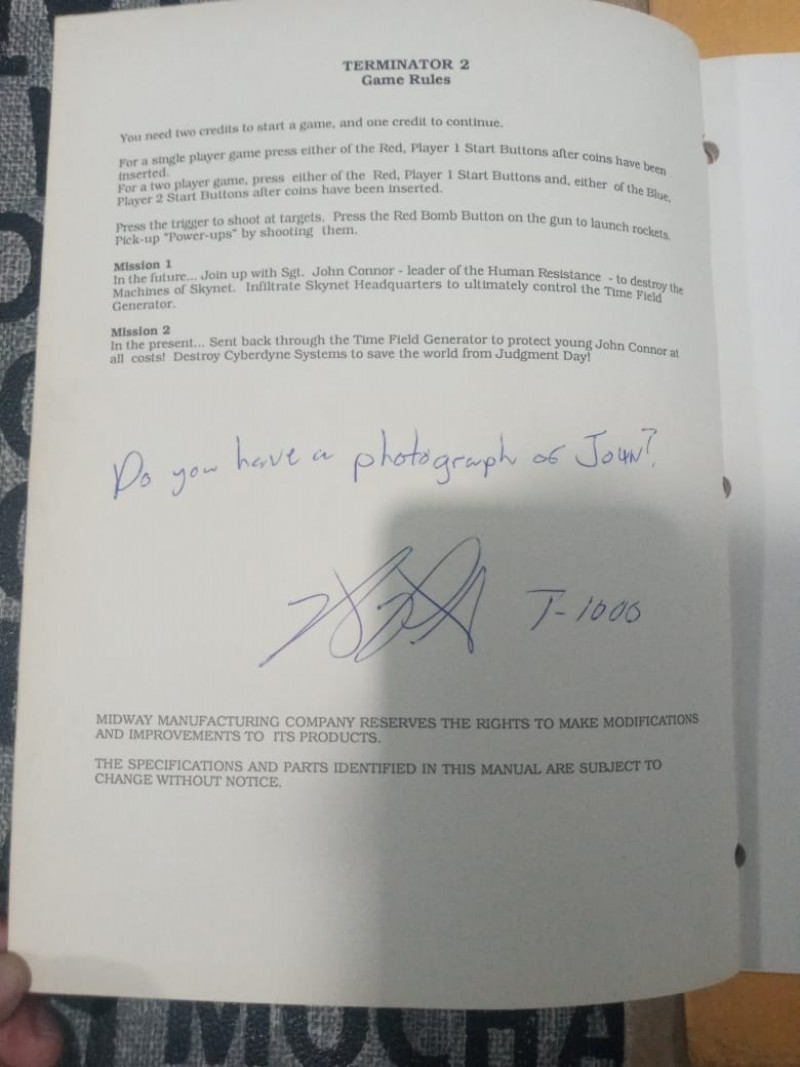 TERMINATOR 2
Game Rules
You need two credits to start a game, and one credit to continue.
For a single player game press either of the Red, Player 1 Start Buttons after coins have been
inserted.
For a two player game, press either of the Red, Player 1 Start Buttons and, either of the Blue,
Player 2 Start Buttons after coins have been inserted.
Press the trigger to shoot at targets. Press the Red Bomb Button on the gun to launch rockets.
Pick-up "Power-ups" by shooting them.
Mission 1
In the future... Join up with Sgt. John Connor - leader of the Human Resistance - to destroy the
Machines of Skynet. Infiltrate Skynet Headquarters to ultimately control the Time Field
Generator.
Mission 2
In the present... Sent back through the Time Field Generator to protect young John Connor at
all costs! Destroy Cyberdyne Systems to save the world from Judgment Day!
Do you have a photograph of John?
T-1000
MIDWAY MANUFACTURING COMPANY RESERVES THE RIGHTS TO MAKE MODIFICATIONS
AND IMPROVEMENTS TO ITS PRODUCTS.
THE SPECIFICATIONS AND PARTS IDENTIFIED IN THIS MANUAL ARE SUBJECT TO
CHANGE WITHOUT NOTICE.
MOCHA